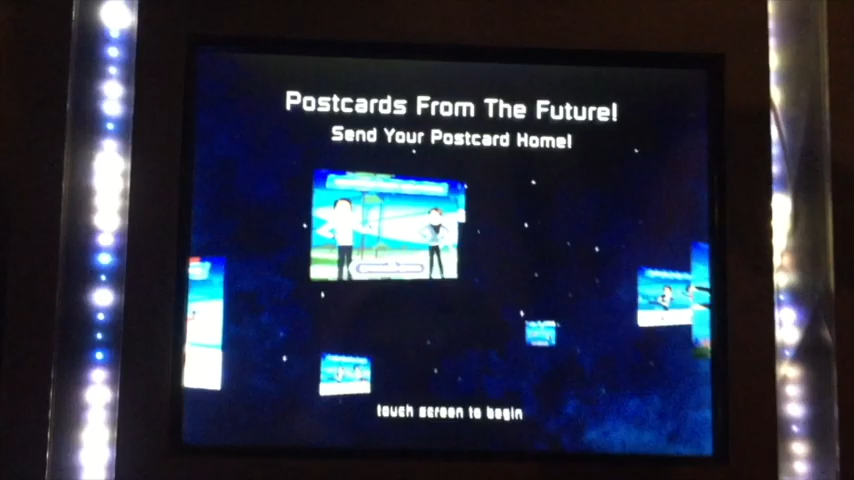 Postcards From The Future!
Send Your Postcard Home!
touch screen to begin